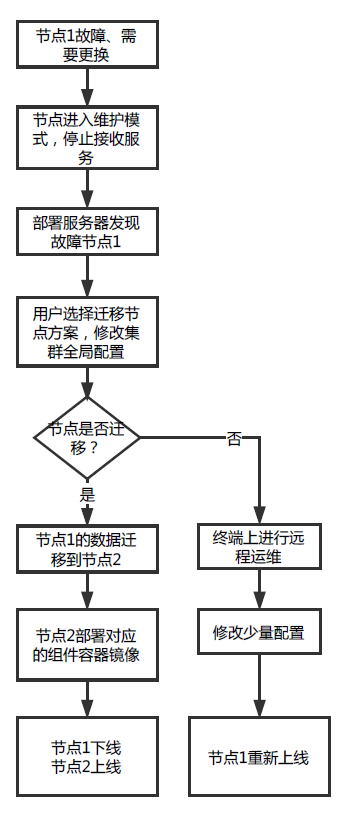 节点1故障、需
要更换
节点进入维护模
式，停止接收服
务
部署服务器发现
故障节点1
用户选择迁移节
点方案，修改集
群全局配置
节点是否迁
移？
否
是
节点1的数据迁
移到节点2
终端上进行远
程运维
节点2部署对应
的组件容器镜像
修改少量配置
节点1下线
节点2上线
节点1重新上线